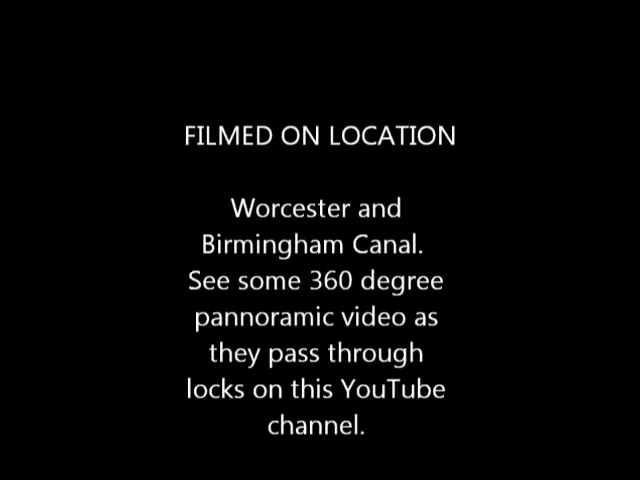 FILMED ON LOCATION
Worcester and
Birmingham Canal.
See some 360 degree
pannoramic video as
they pass through
locks on this YouTube
channel.